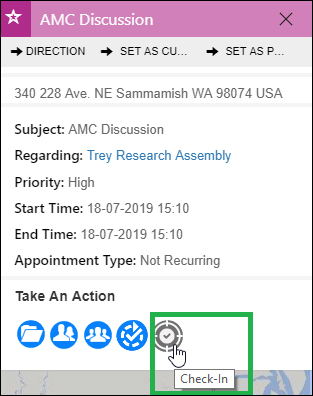 AMC Discussion
DIRECTION SET AS CU... SET AS P...
340 228 Ave. NE Sammamish WA 98074 USA
Subject: AMC Discussion
Regarding: Trey Research Assembly
Priority: High
Start Time: 18-07-2019 15:10
End Time: 18-07-2019 15:10
Appointment Type: Not Recurring
Take An Action
Check-In